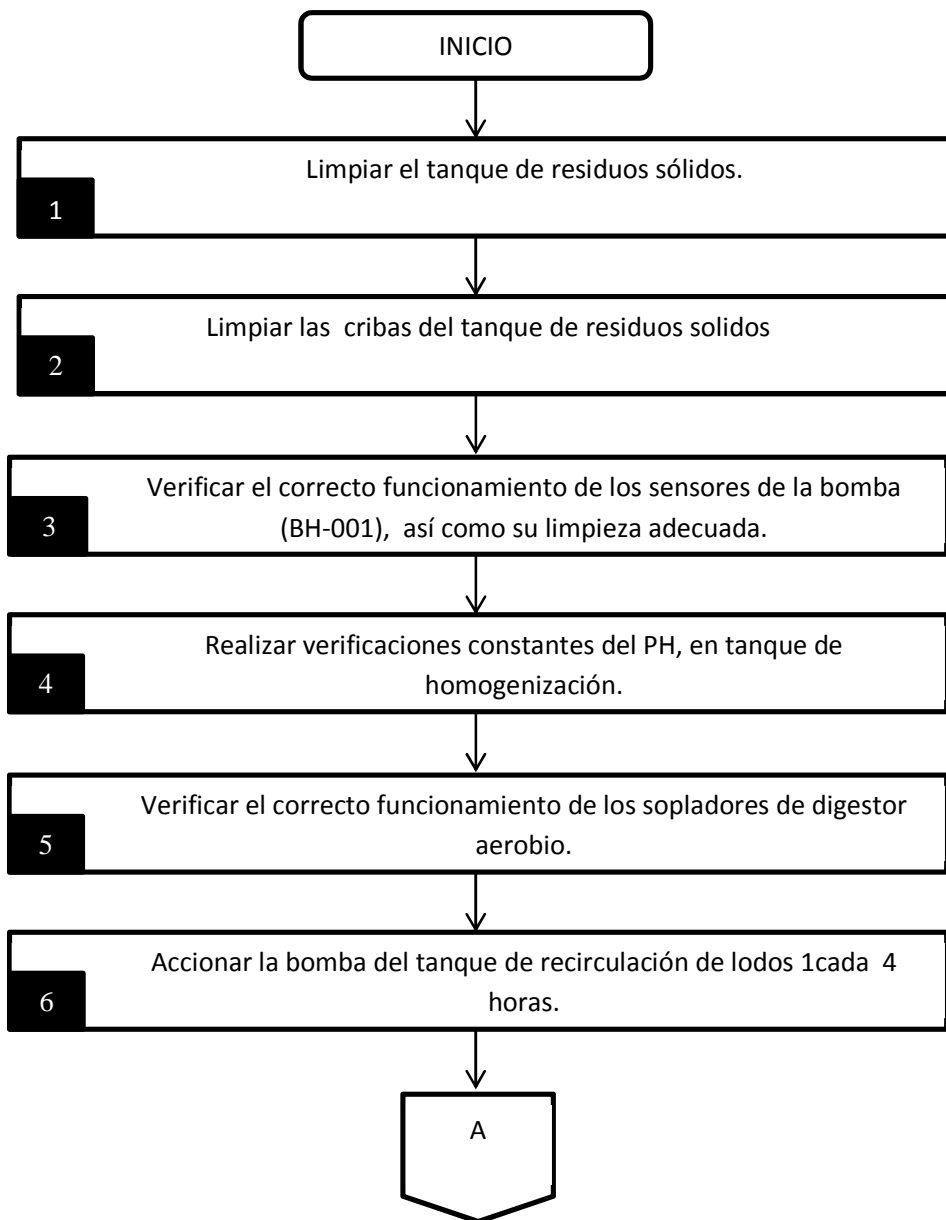 INICIO
Limpiar el tanque de residuos sólidos.
1
Limpiar las  cribas del tanque de residuos solidos
2
Verificar el correcto funcionamiento de los sensores de la bomba
(BH-001),  así como su limpieza adecuada.
3
Realizar verificaciones constantes del PH, en tanque de
homogenización.
4
Verificar el correcto funcionamiento de los sopladores de digestor
aerobio.
5
Accionar la bomba del tanque de recirculación de lodos 1cada  4
horas.
6
A